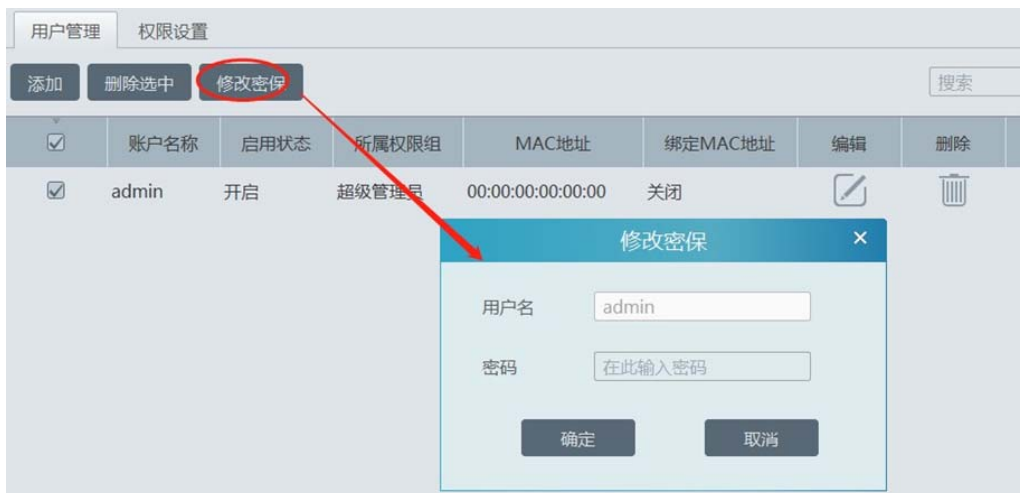 用户管理 权限设置
添加 删除选中 修改密保 搜索
账户名称 启用状态 所属权限组 MAC地址 绑定MAC地址 编辑 删除
admin 开启 超级管理员 00:00:00:00:00:00 关闭
修改密保 ×
用户名 admin
密码 在此输入密码
确定 取消